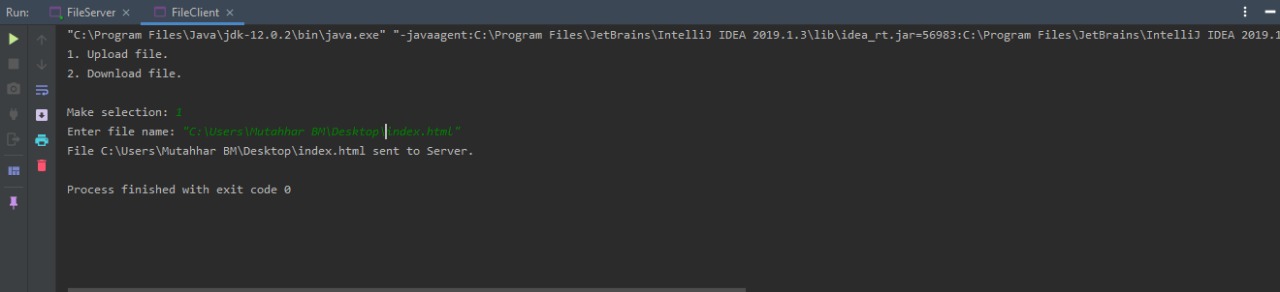 Run: FileServer × FileClient ×
"C:\Program Files\Java\jdk-12.0.2\bin\java.exe" "-javaagent:C:\Program Files\JetBrains\IntelliJ IDEA 2019.1.3\lib\idea_rt.jar=56983:C:\Program Files\JetBrains\IntelliJ IDEA 2019.1
1. Upload file.
2. Download file.
Make selection: 1
Enter file name: "C:\Users\Mutahhar BM\Desktop\index.html"
File C:\Users\Mutahhar BM\Desktop\index.html sent to Server.
Process finished with exit code 0